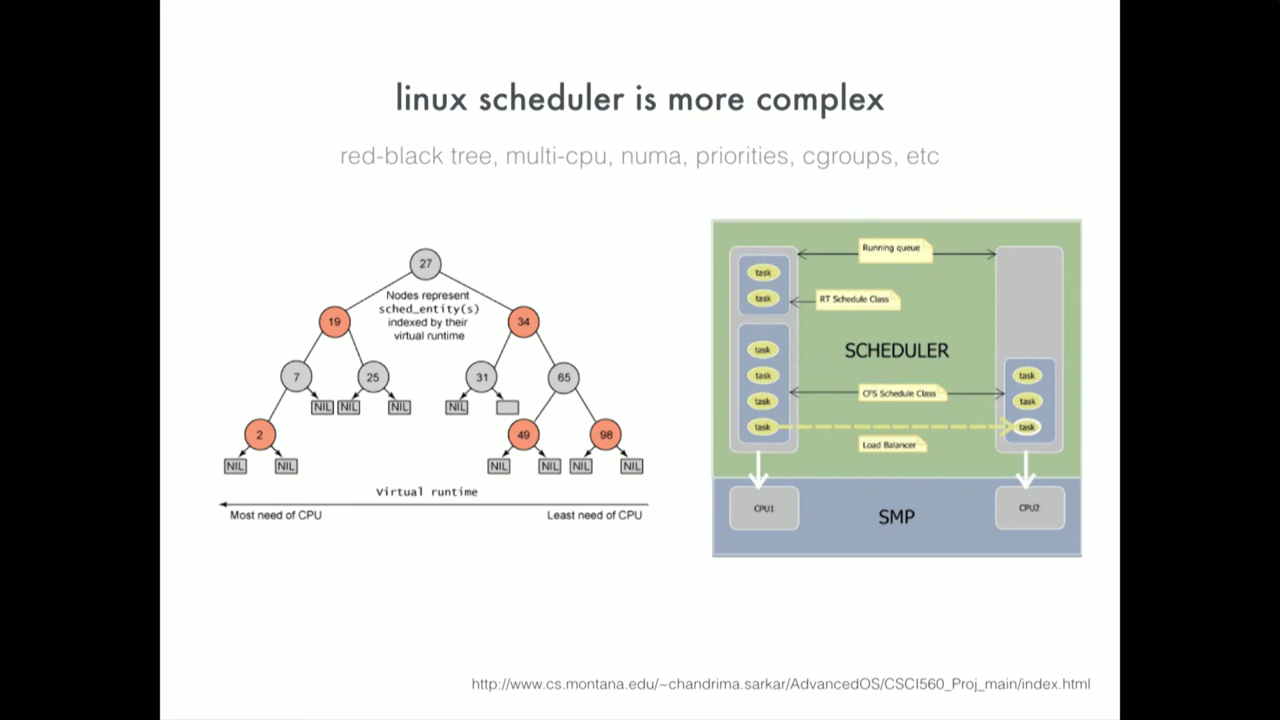 linux scheduler is more complex
red-black tree, multi-cpu, numa, priorities, cgroups, etc
27
Nodes represent
sched_entity(s)
indexed by their
virtual runtime
19
34
7
25
31
65
NIL
NIL
NIL
NIL
2
49
98
NIL
NIL
NIL
NIL
NIL
NIL
Virtual runtime
Most need of CPU
Least need of CPU
Running queue
task
task
RT Schedule Class
SCHEDULER
task
task
task
task
CFS Schedule Class
task
task
task
Load Balancer
CPU1
SMP
CPU2
http://www.cs.montana.edu/~chandrima.sarkar/AdvancedOS/CSCI560_Proj_main/index.html